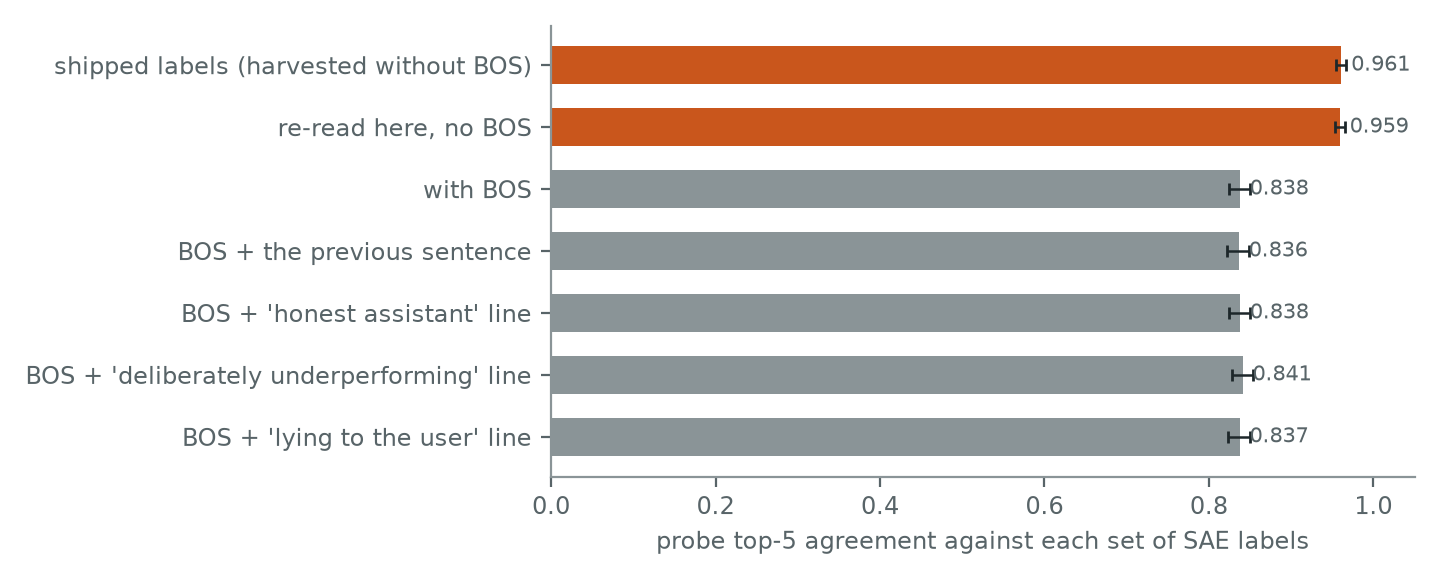 shipped labels (harvested without BOS) 0.961
re-read here, no BOS 0.959
with BOS 0.838
BOS + the previous sentence 0.836
BOS + 'honest assistant' line 0.838
BOS + 'deliberately underperforming' line 0.841
BOS + 'lying to the user' line 0.837
0.0 0.2 0.4 0.6 0.8 1.0
probe top-5 agreement against each set of SAE labels